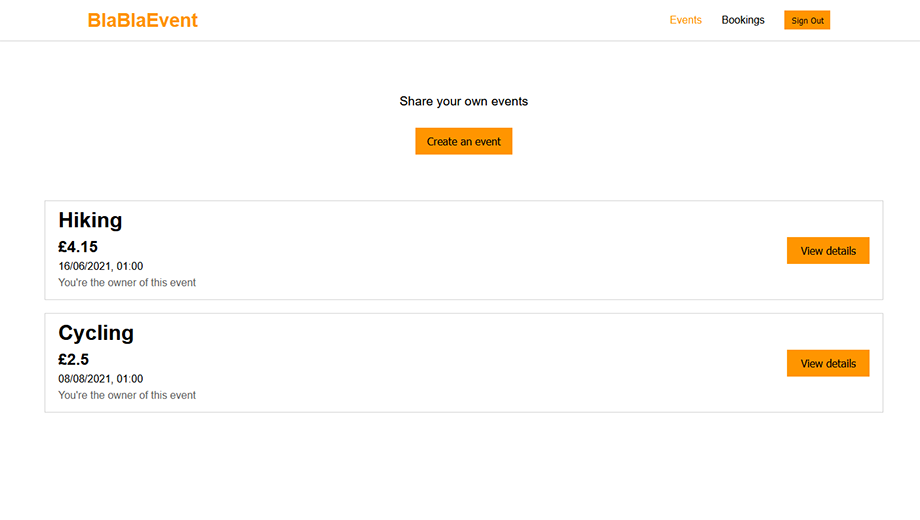 BlaBlaEvent
Events Bookings Sign Out
Share your own events
Create an event
Hiking
£4.15
16/06/2021, 01:00
You're the owner of this event
View details
Cycling
£2.5
08/08/2021, 01:00
You're the owner of this event
View details